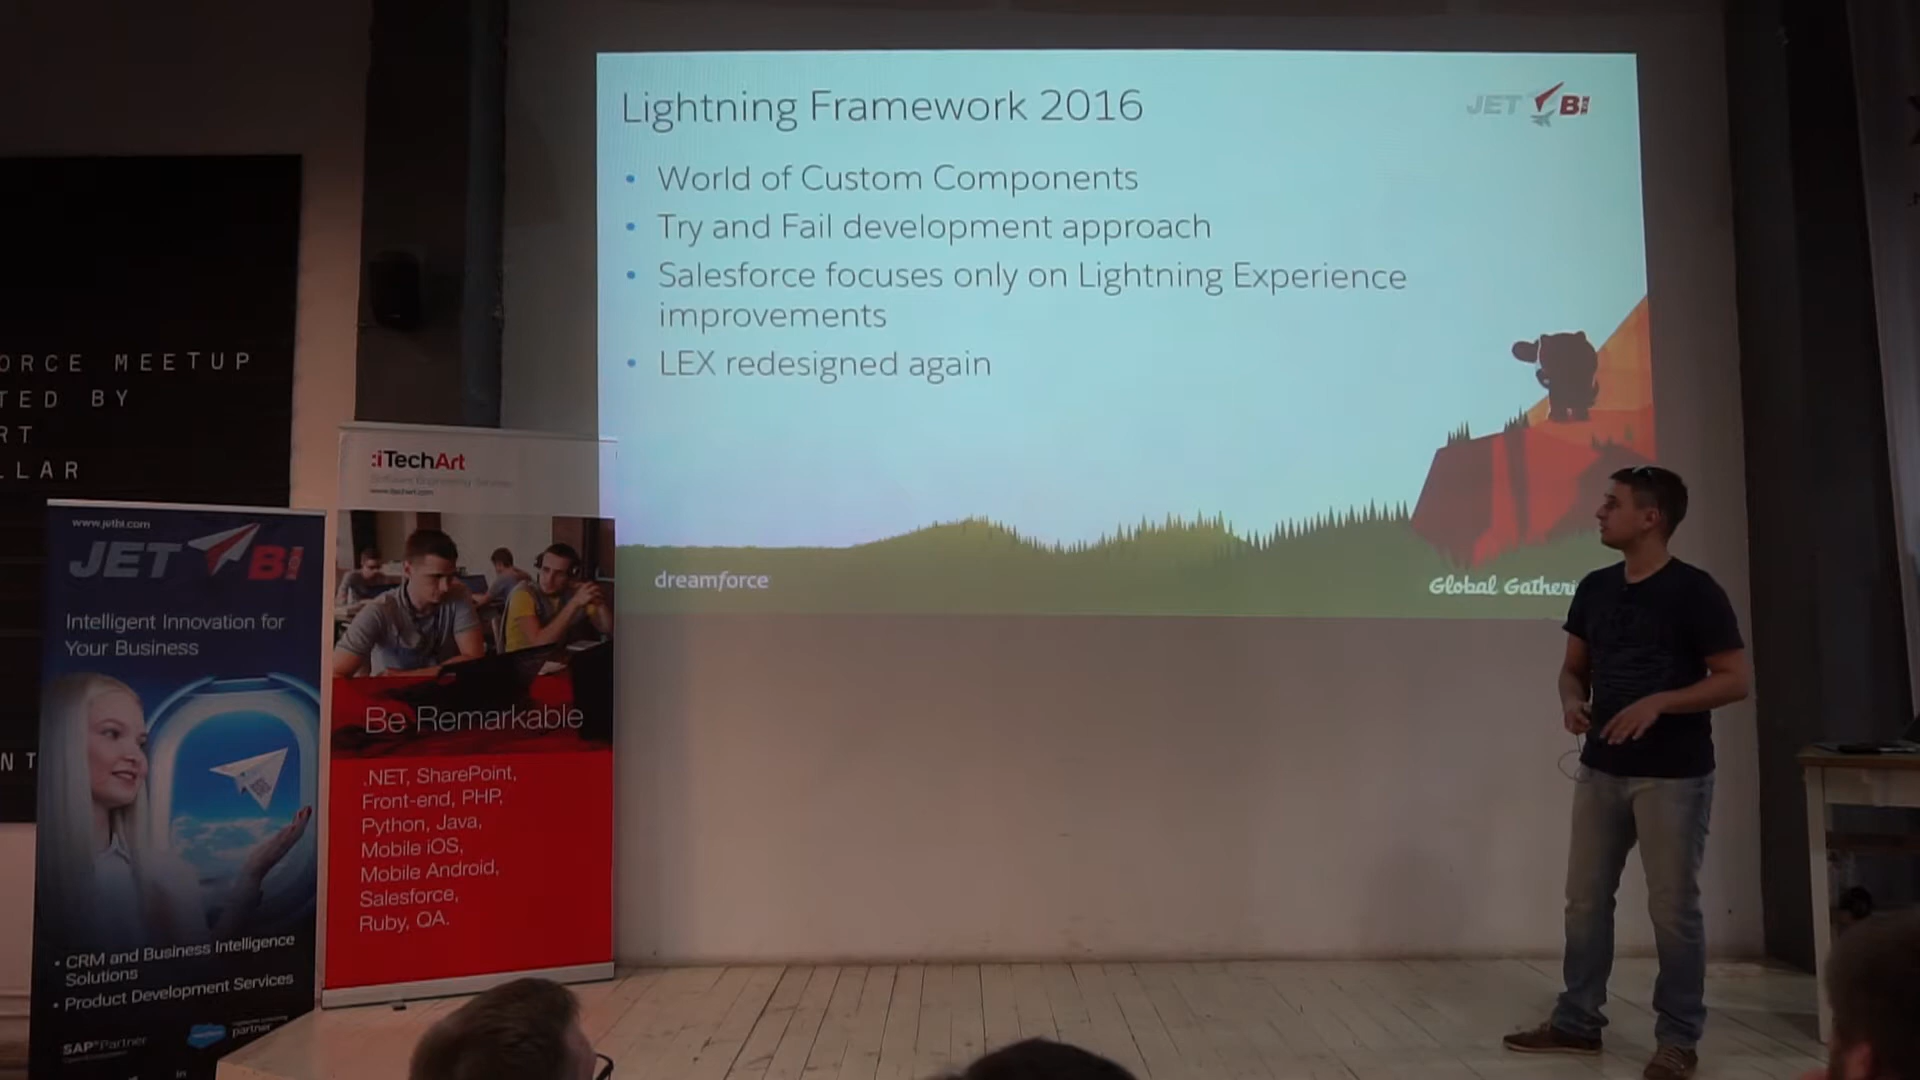 Lightning Framework 2016
JET BI
• World of Custom Components
• Try and Fail development approach
• Salesforce focuses only on Lightning Experience
improvements
• LEX redesigned again
dreamforce
Global Gatheri
ORCE MEETUP
TED BY
RT
LLAR
NT
:iTechArt
www.itechart.com
Be Remarkable
.NET, SharePoint,
Front-end, PHP,
Python, Java,
Mobile iOS,
Mobile Android,
Salesforce,
Ruby, QA.
www.jetbi.com
JET BI
Intelligent Innovation for
Your Business
• CRM and Business Intelligence
Solutions
• Product Development Services
SAP Partner
partner